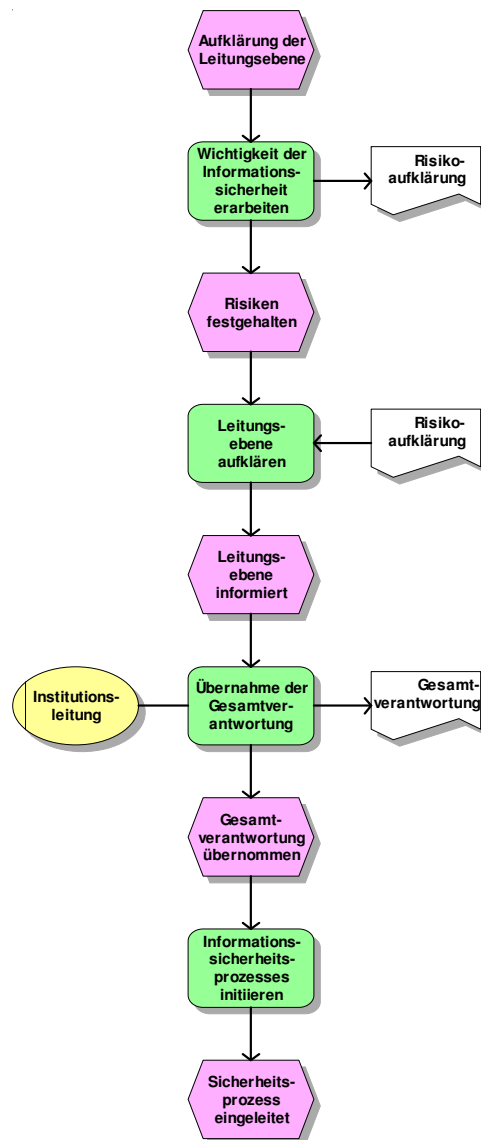 Aufklärung der
Leitungsebene
Wichtigkeit der
Informations-
sicherheit
erarbeiten
Risiko-
aufklärung
Risiken
festgehalten
Leitungs-
ebene
aufklären
Risiko-
aufklärung
Leitungs-
ebene
informiert
Institutions-
leitung
Übernahme der
Gesamtver-
antwortung
Gesamt-
verantwortung
Gesamt-
verantwortung
übernommen
Informations-
sicherheits-
prozesses
initiieren
Sicherheits-
prozess
eingeleitet